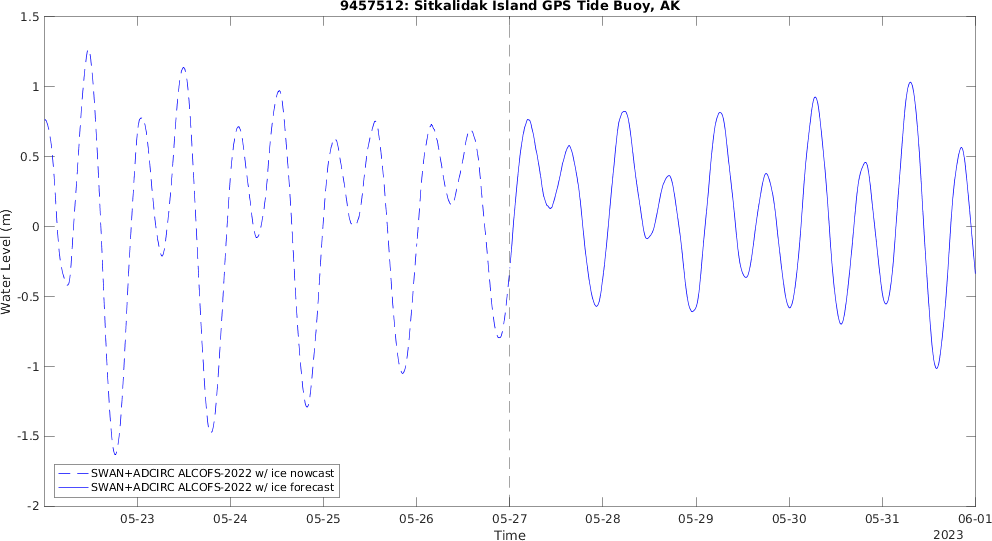 9457512: Sitkalidak Island GPS Tide Buoy, AK
1.5
1
0.5
0
-0.5
-1
-1.5
-2
Water Level (m)
SWAN+ADCIRC ALCOFS-2022 w/ ice nowcast
SWAN+ADCIRC ALCOFS-2022 w/ ice forecast
05-23 05-24 05-25 05-26 05-27 05-28 05-29 05-30 05-31 06-01
Time
2023